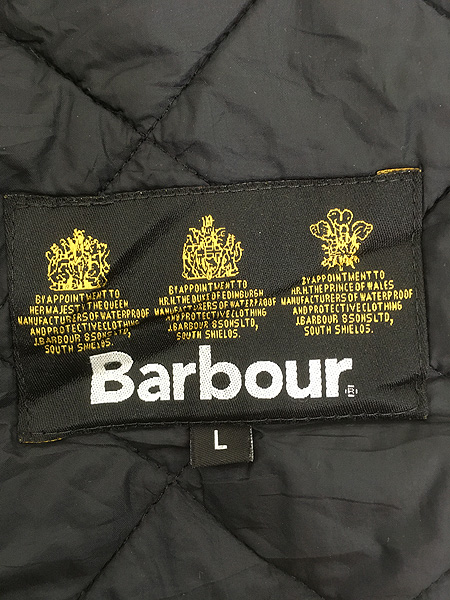 BY APPOINTMENT TO
HER MAJESTY THE QUEEN
MANUFACTURERS OF WATERPROOF
AND PROTECTIVE CLOTHING
J.BARBOUR & SONS LTD,
SOUTH SHIELDS.
BY APPOINTMENT TO
H.R.H. THE DUKE OF EDINBURGH
MANUFACTURERS OF WATERPROOF
AND PROTECTIVE CLOTHING
J.BARBOUR & SONS LTD,
SOUTH SHIELDS.
BY APPOINTMENT TO
H.R.H. THE PRINCE OF WALES
MANUFACTURERS OF WATERPROOF
AND PROTECTIVE CLOTHING
J.BARBOUR & SONS LTD,
SOUTH SHIELDS.
Barbour
L